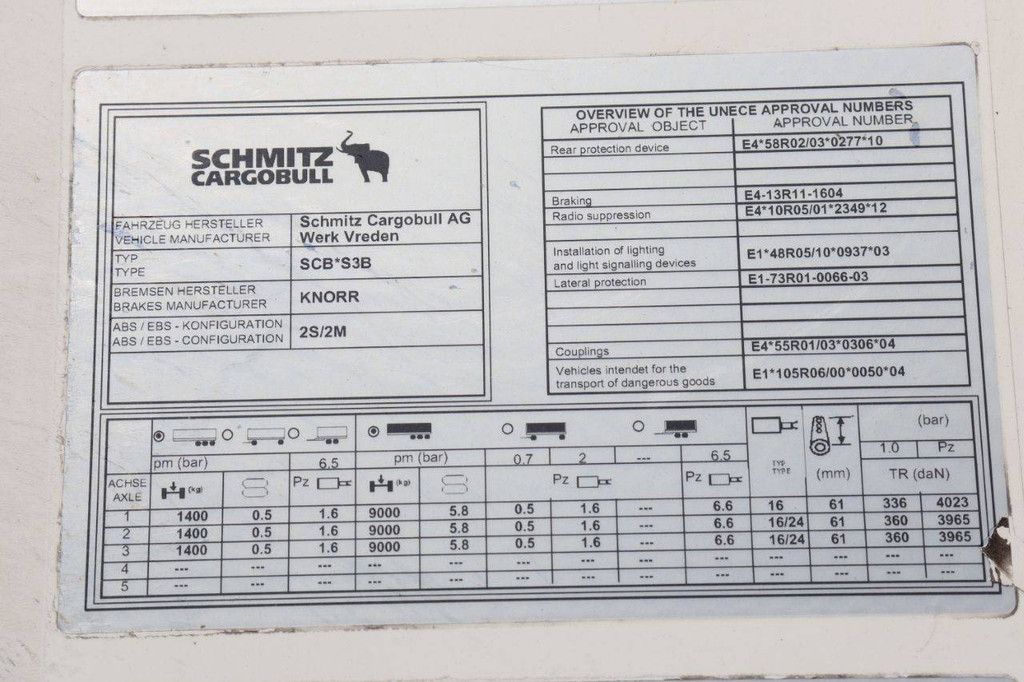 SCHMITZ
CARGOBULL
FAHRZEUG HERSTELLER
VEHICLE MANUFACTURER
Schmitz Cargobull AG
Werk Vreden
TYP
TYPE
SCB*S3B
BREMSEN HERSTELLER
BRAKES MANUFACTURER
KNORR
ABS / EBS - KONFIGURATION
ABS / EBS - CONFIGURATION
2S/2M
OVERVIEW OF THE UNECE APPROVAL NUMBERS
APPROVAL OBJECT APPROVAL NUMBER
Rear protection device E4*58R02/03*0277*10
Braking E4-13R11-1604
Radio suppression E4*10R05/01*2349*12
Installation of lighting
and light signalling devices E1*48R05/10*0937*03
Lateral protection E1-73R01-0066-03
Couplings E4*55R01/03*0306*04
Vehicles intendet for the
transport of dangerous goods E1*105R06/00*0050*04
(bar)
pm (bar) 6.5 pm (bar) 0.7 2 --- 6.5 1.0 Pz
TYP
TYPE
(mm) TR (daN)
ACHSE
AXLE
(kg) Pz (kg) Pz Pz
1 1400 0.5 1.6 9000 5.8 0.5 1.6 --- 6.6 16 61 336 4023
2 1400 0.5 1.6 9000 5.8 0.5 1.6 --- 6.6 16/24 61 360 3965
3 1400 0.5 1.6 9000 5.8 0.5 1.6 --- 6.6 16/24 61 360 3965
4 --- --- --- --- --- --- --- --- --- --- --- --- ---
5 --- --- --- --- --- --- --- --- --- --- --- --- ---